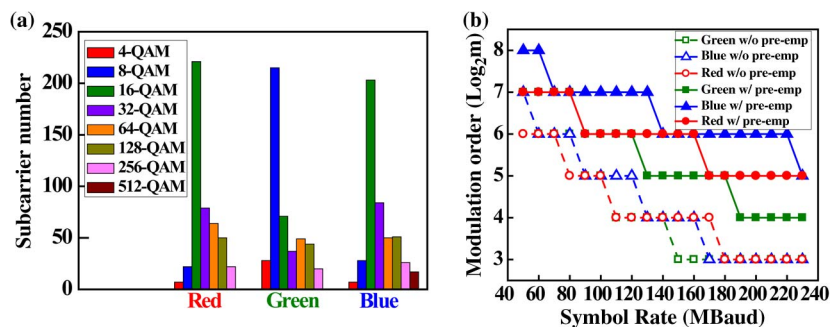 (a)
250
200
150
100
50
0
Subcarrier number
4-QAM
8-QAM
16-QAM
32-QAM
64-QAM
128-QAM
256-QAM
512-QAM
Red Green Blue
(b)
8
7
6
5
4
3
Modulation order (Log₂m)
Green w/o pre-emp
Blue w/o pre-emp
Red w/o pre-emp
Green w/ pre-emp
Blue w/ pre-emp
Red w/ pre-emp
40 60 80 100 120 140 160 180 200 220 240
Symbol Rate (MBaud)